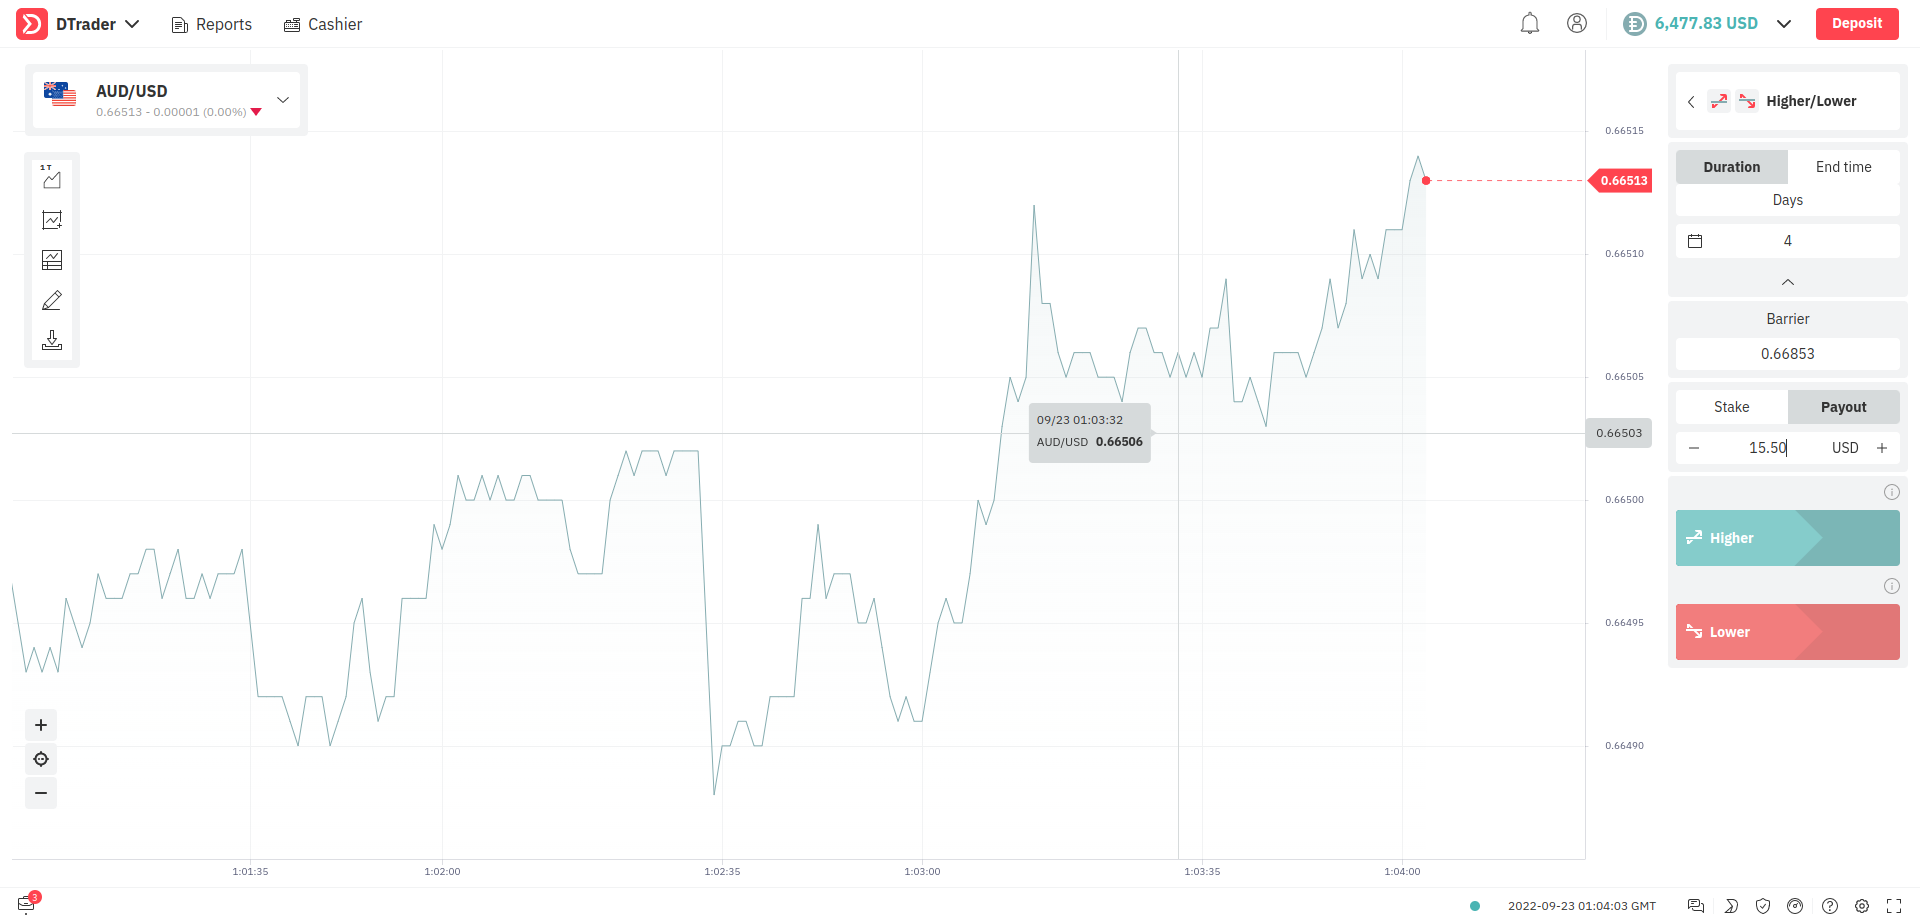 DTrader
Reports
Cashier
6,477.83 USD
Deposit
AUD/USD
0.66513 - 0.00001 (0.00%)
1T
0.66515
0.66513
0.66510
0.66505
0.66503
0.66500
0.66495
0.66490
09/23 01:03:32
AUD/USD 0.66506
1:01:35
1:02:00
1:02:35
1:03:00
1:03:35
1:04:00
Higher/Lower
Duration
End time
Days
4
Barrier
0.66853
Stake
Payout
− 15.50 USD +
Higher
Lower
3
2022-09-23 01:04:03 GMT